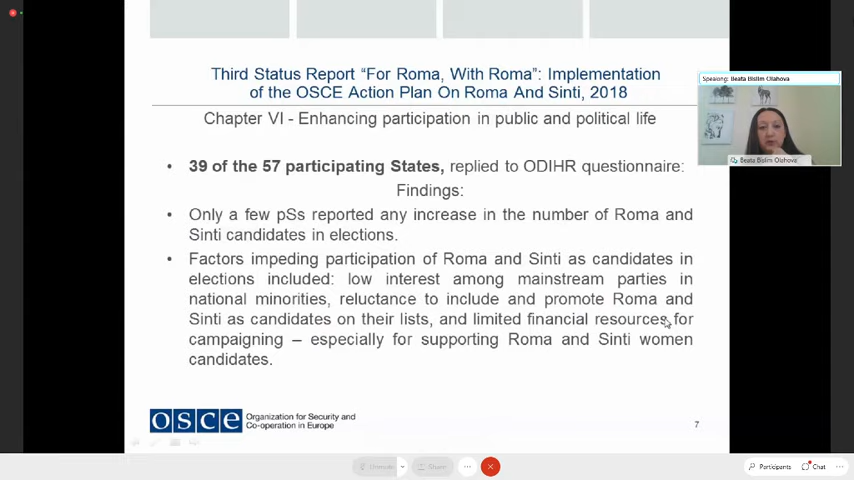 Third Status Report “For Roma, With Roma”: Implementation
of the OSCE Action Plan On Roma And Sinti, 2018
Chapter VI - Enhancing participation in public and political life
• 39 of the 57 participating States, replied to ODIHR questionnaire:
Findings:
• Only a few pSs reported any increase in the number of Roma and
Sinti candidates in elections.
• Factors impeding participation of Roma and Sinti as candidates in
elections included: low interest among mainstream parties in
national minorities, reluctance to include and promote Roma and
Sinti as candidates on their lists, and limited financial resources for
campaigning – especially for supporting Roma and Sinti women
candidates.
osce Organization for Security and
Co-operation in Europe
7
Speaking: Beata Bislim Olahova
Beata Bislim Olahova
Unmute
Share
Participants
Chat